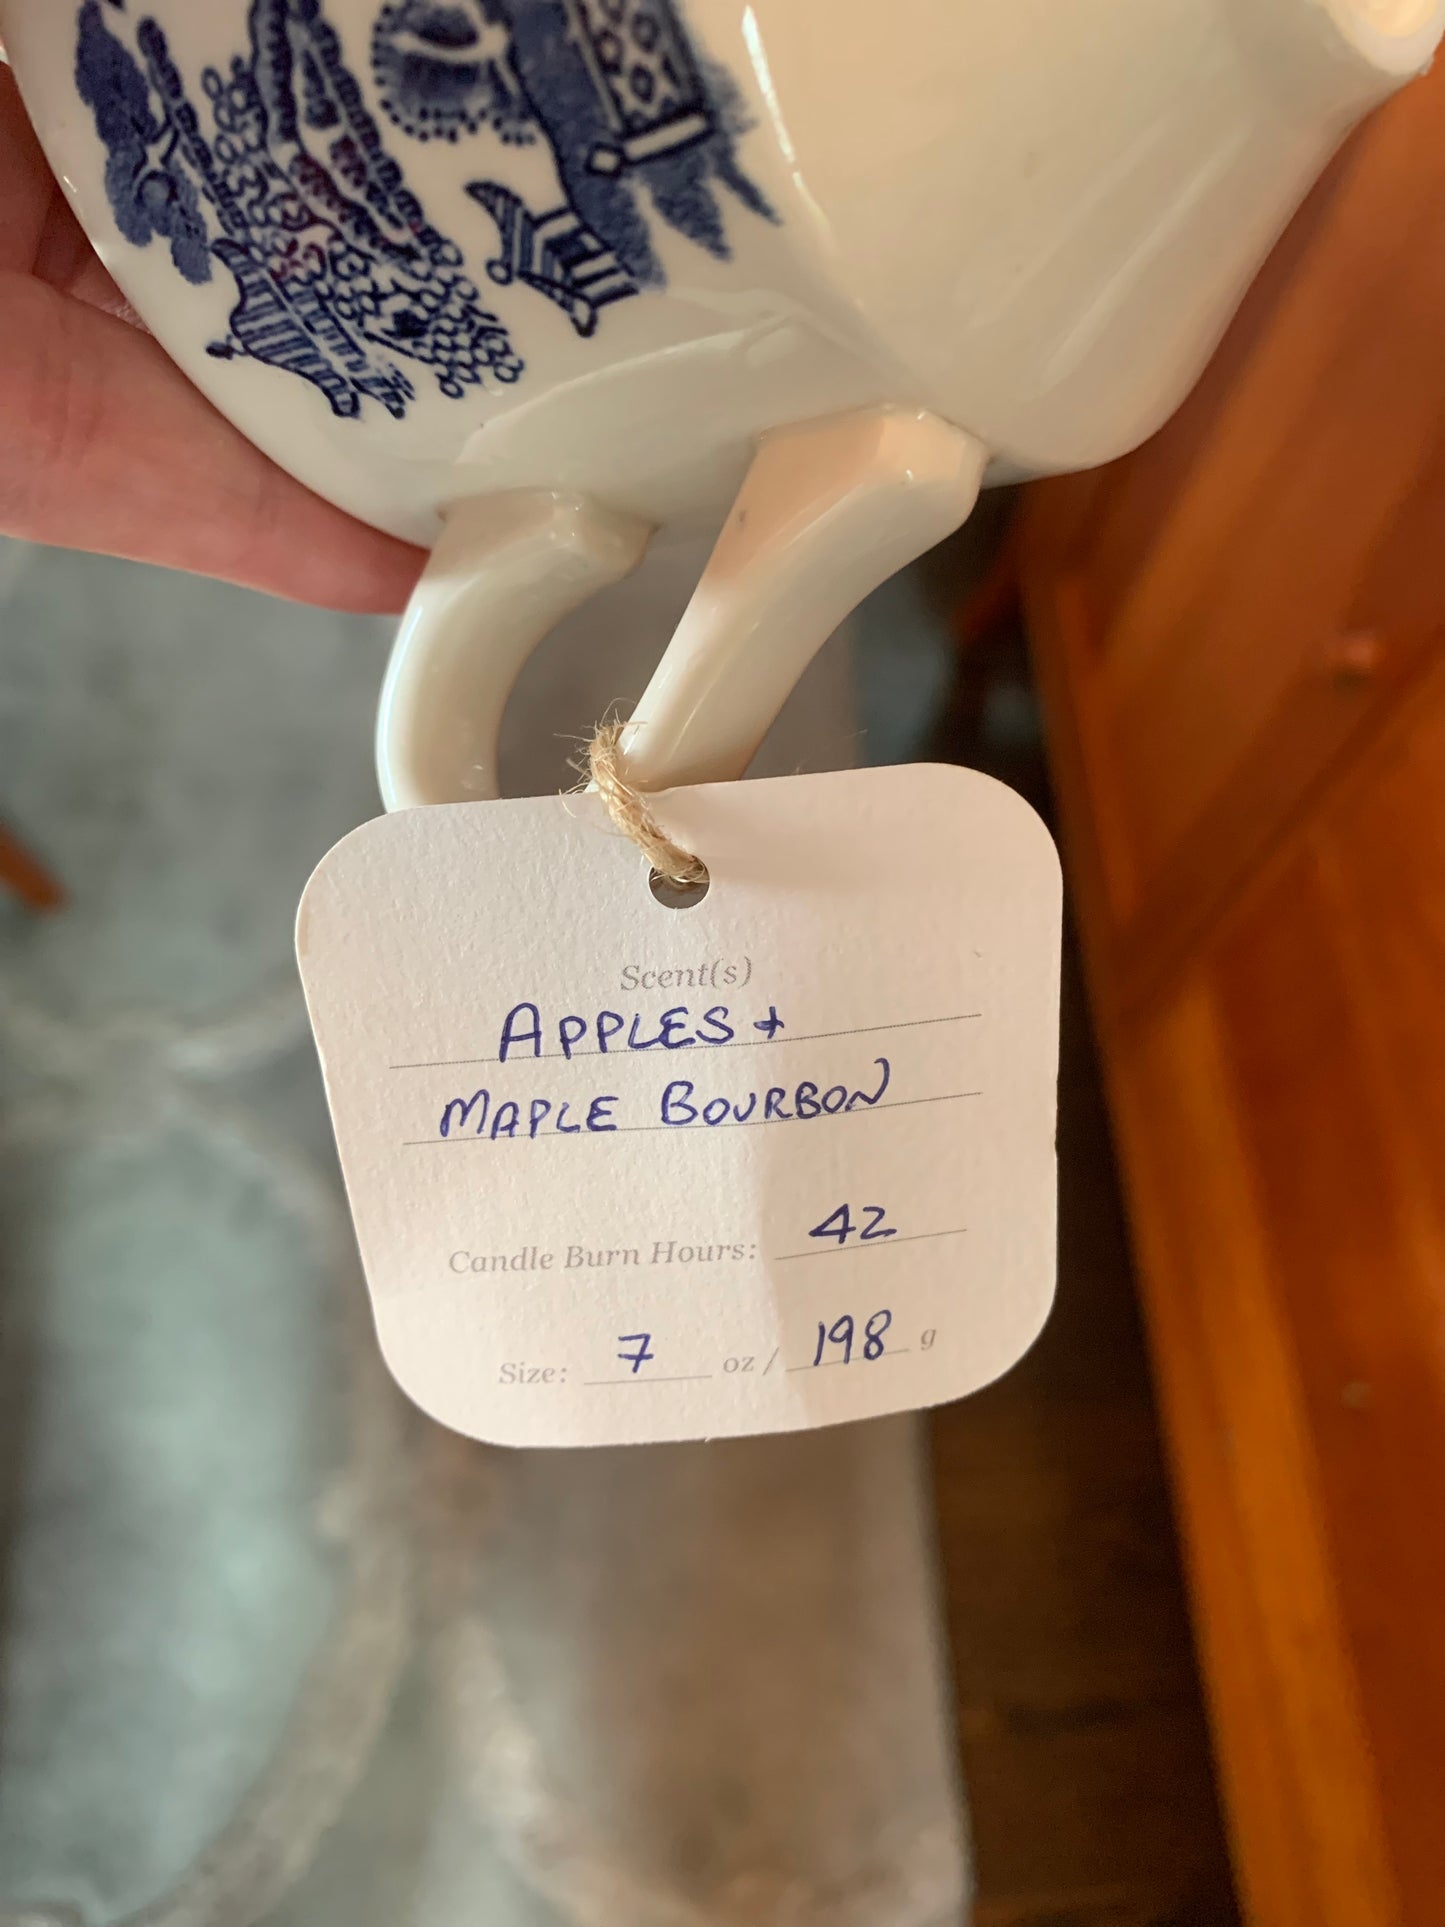 Scent(s)
APPLES +
MAPLE BOURBON
Candle Burn Hours: 42
Size: 7 oz / 198 g